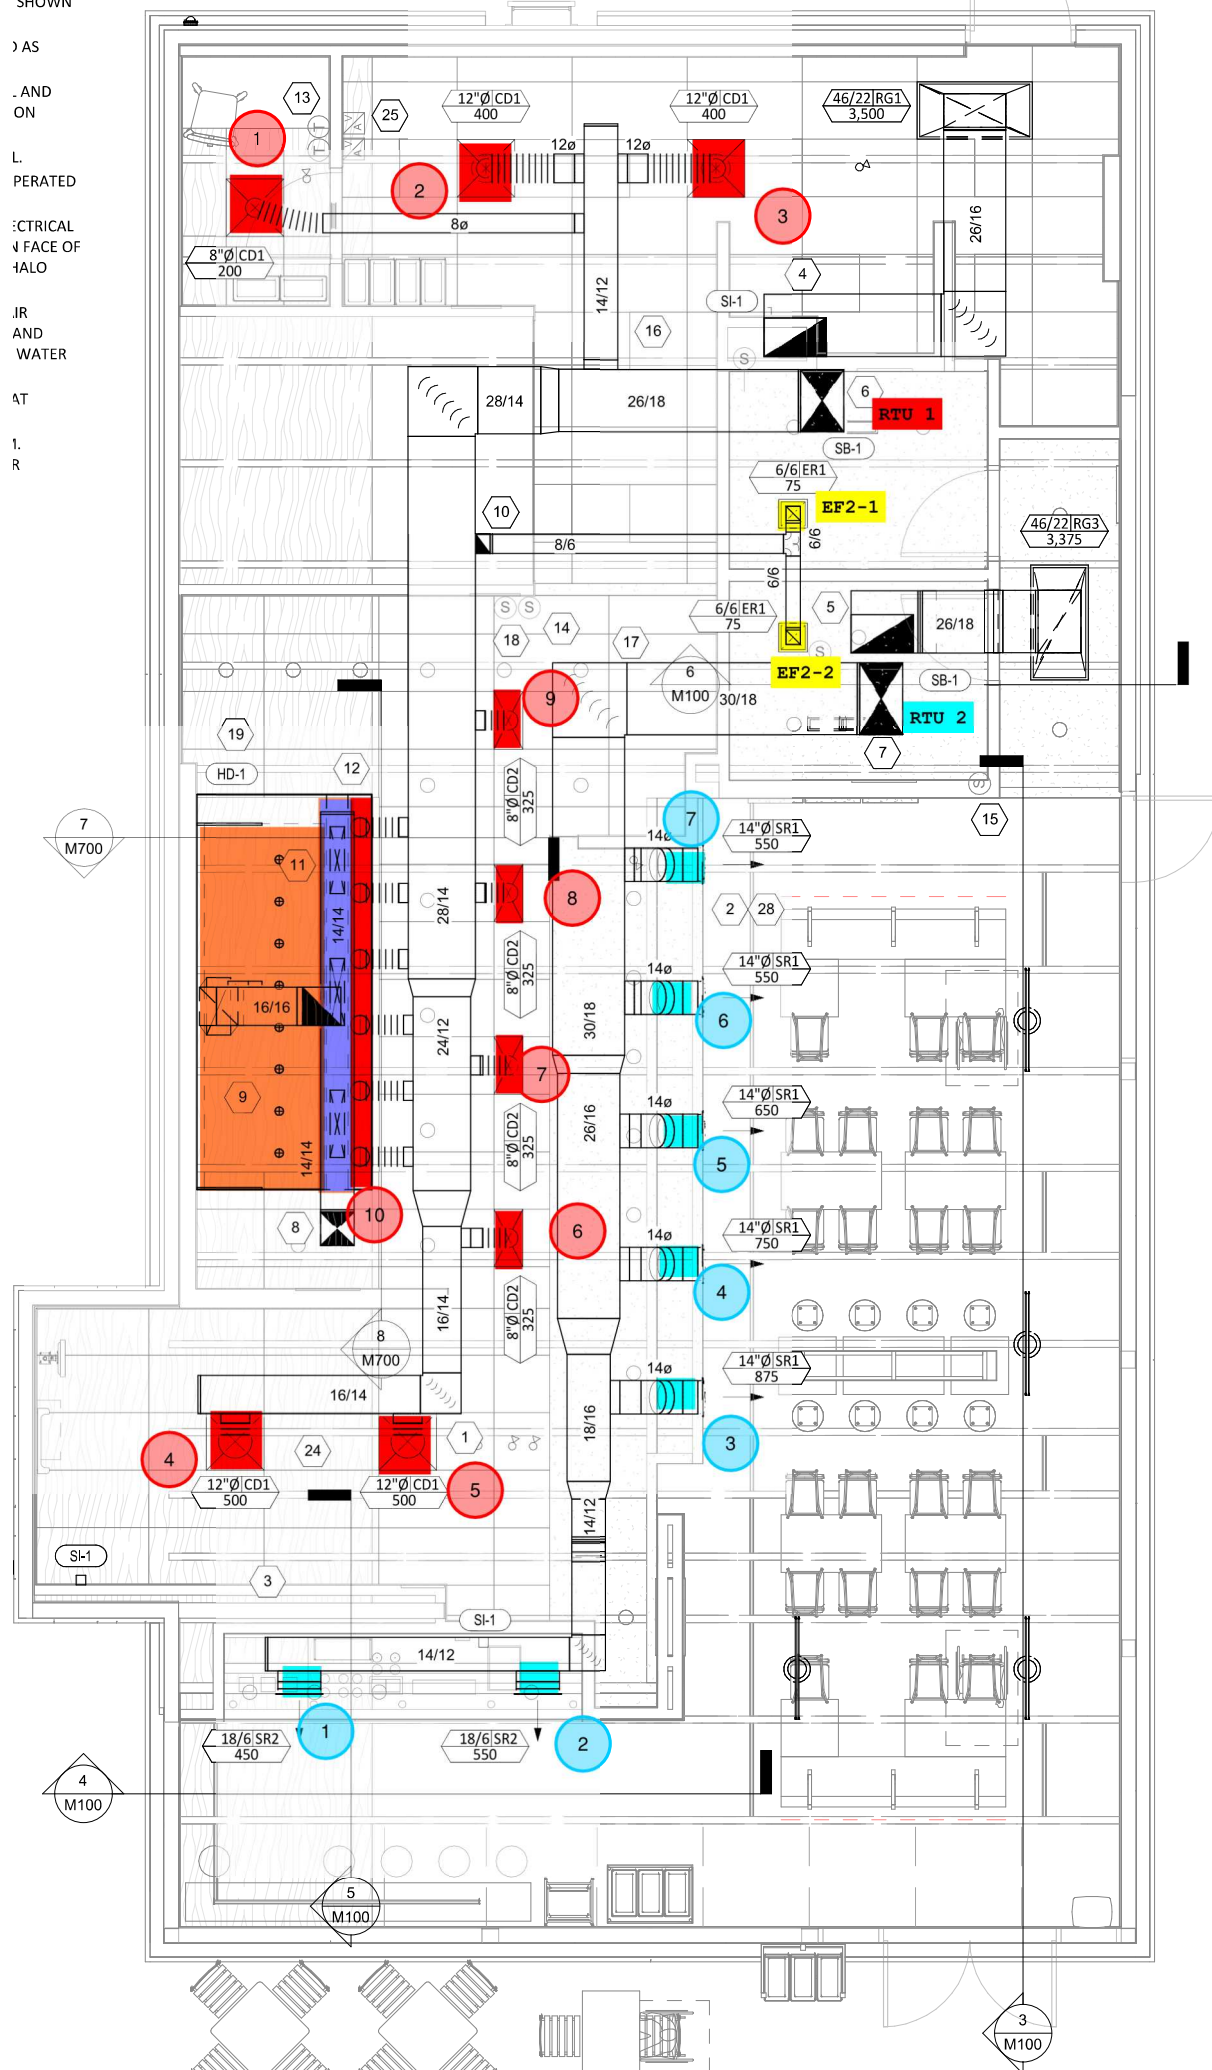 SHOWN
AS
AND
ON
L.
PERATED
ECTRICAL
N FACE OF
HALO
IR
AND
WATER
AT
M.
R
13
25
12"Ø CD1
400
12"Ø CD1
400
46/22 RG1
3,500
1
T
T
V
A
V
A
12ø
12ø
2
3
8ø
26/16
8"Ø CD1
200
4
SI-1
14/12
16
S
28/14
26/18
6
RTU 1
SB-1
6/6 ER1
75
10
EF2-1
46/22 RG3
3,375
8/6
6/6
6/6
S
S
6/6 ER1
75
5
26/18
18
14
17
S
6
M100
EF2-2
SB-1
30/18
RTU 2
9
19
HD-1
12
7
S
15
8"Ø CD2
325
7
M700
7
14ø
14"Ø SR1
550
11
8
28/14
14/14
2
28
8"Ø CD2
325
14ø
14"Ø SR1
550
16/16
6
30/18
24/12
7
9
14ø
14"Ø SR1
650
26/16
8"Ø CD2
325
14/14
5
10
8
6
14ø
14"Ø SR1
750
4
8"Ø CD2
325
16/14
8
M700
14ø
14"Ø SR1
875
16/14
4
24
1
18/16
3
12"Ø CD1
500
12"Ø CD1
500
5
14/12
SI-1
3
SI-1
14/12
1
2
18/6 SR2
450
18/6 SR2
550
4
M100
5
M100
3
M100